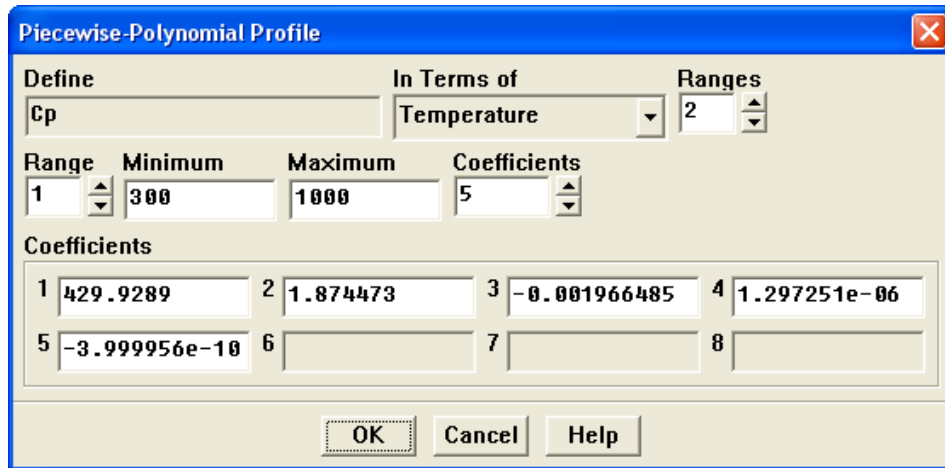 Piecewise-Polynomial Profile
Define In Terms of Ranges
Cp Temperature 2
Range Minimum Maximum Coefficients
1 300 1000 5
Coefficients
1 429.9289 2 1.874473 3 -0.001966485 4 1.297251e-06
5 -3.999956e-10 6 7 8
OK Cancel Help